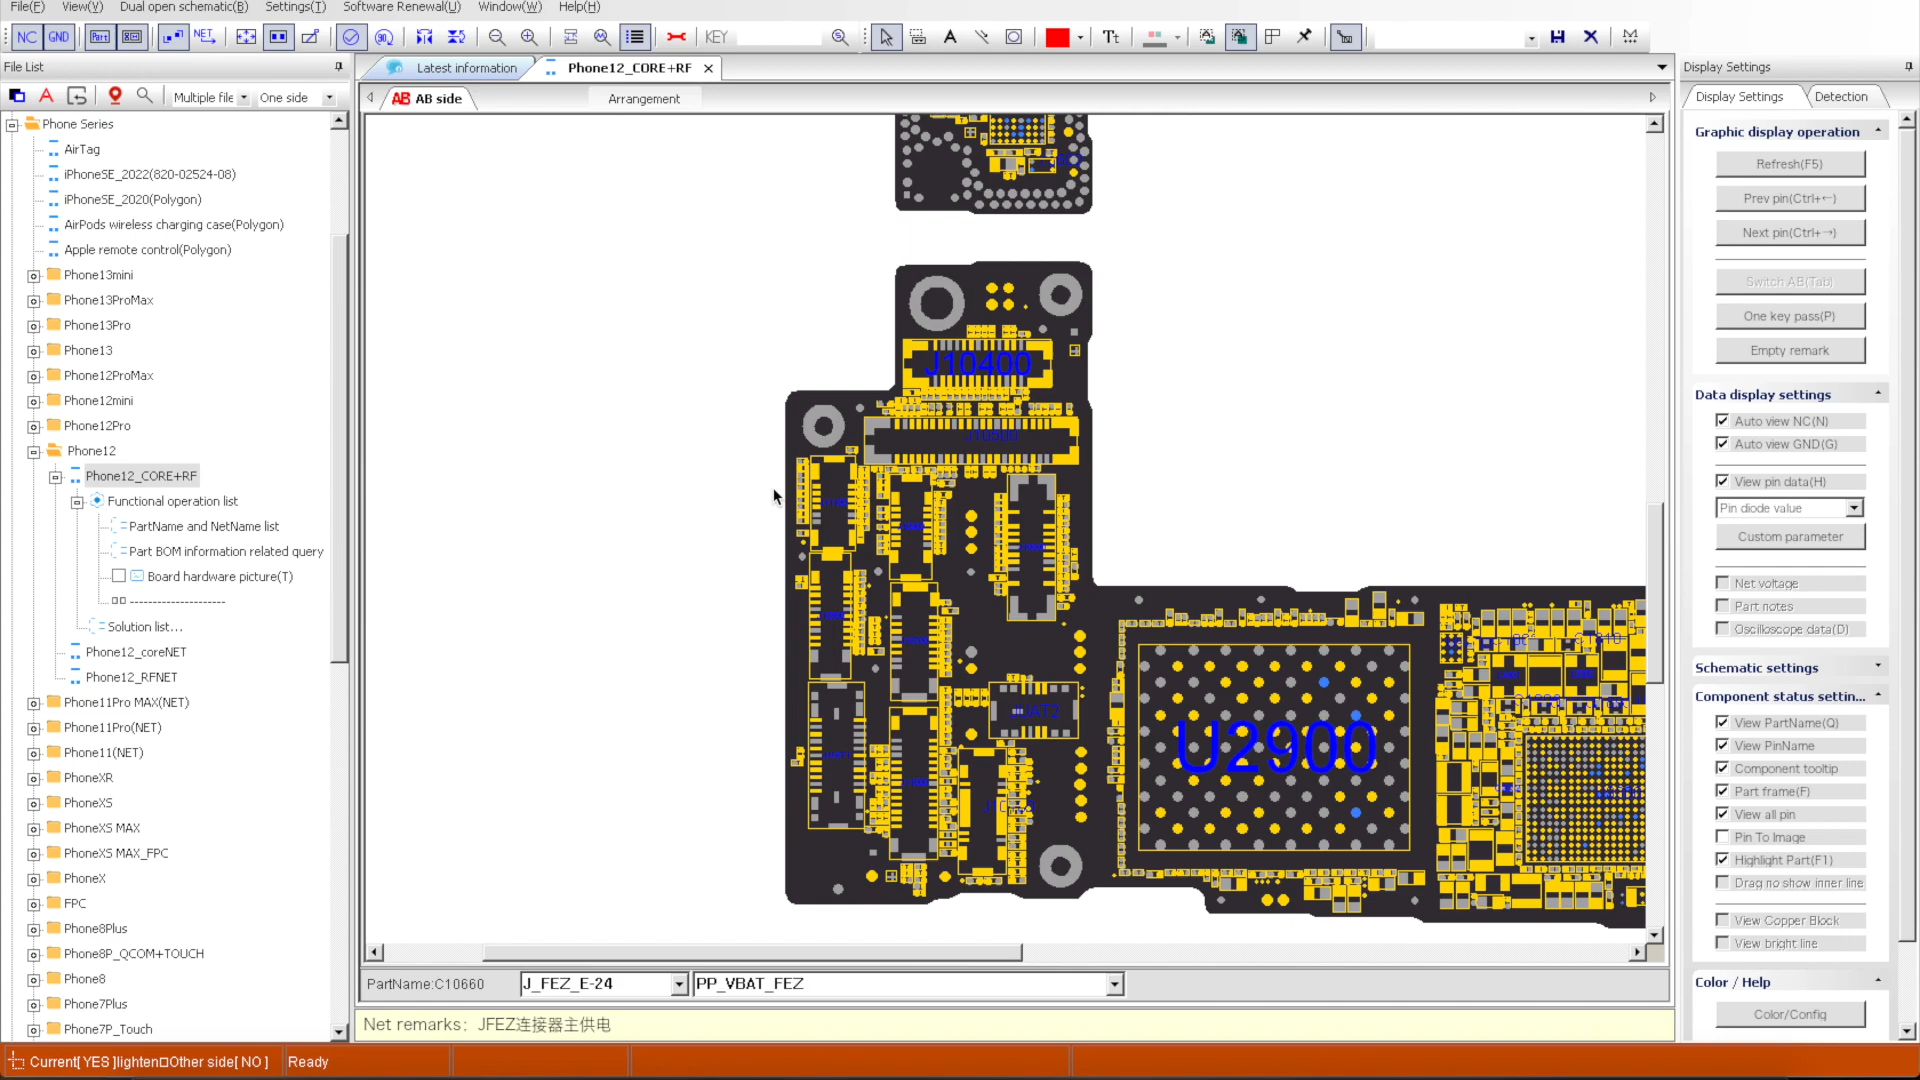 File(F) View(V) Dual open schematic(B) Settings(T) Software Renewal(U) Window(W) Help(H)
NC GND Part NET KEY A Tt
File List
Latest information Phone12_CORE+RF
Display Settings
A Multiple file One side
AB AB side Arrangement
Display Settings Detection
Phone Series
AirTag
iPhoneSE_2022(820-02524-08)
iPhoneSE_2020(Polygon)
AirPods wireless charging case(Polygon)
Apple remote control(Polygon)
Phone13mini
Phone13ProMax
Phone13Pro
Phone13
Phone12ProMax
Phone12mini
Phone12Pro
Phone12
Phone12_CORE+RF
Functional operation list
PartName and NetName list
Part BOM information related query
Board hardware picture(T)
--------------------
Solution list...
Phone12_coreNET
Phone12_RFNET
Phone11Pro MAX(NET)
Phone11Pro(NET)
Phone11(NET)
PhoneXR
PhoneXS
PhoneXS MAX
PhoneXS MAX_FPC
PhoneX
FPC
Phone8Plus
Phone8P_QCOM+TOUCH
Phone8
Phone7Plus
Phone7P_Touch
J10400
JUAT2
U2900
Graphic display operation
Refresh(F5)
Prev pin(Ctrl+←)
Next pin(Ctrl+→)
Switch AB(Tab)
One key pass(P)
Empty remark
Data display settings
Auto view NC(N)
Auto view GND(G)
View pin data(H)
Pin diode value
Custom parameter
Net voltage
Part notes
Oscilloscope data(D)
Schematic settings
Component status settin...
View PartName(Q)
View PinName
Component tooltip
Part frame(F)
View all pin
Pin To Image
Highlight Part(F1)
Drag no show inner line
View Copper Block
View bright line
Color / Help
Color/Config
PartName:C10660 J_FEZ_E-24 PP_VBAT_FEZ
Net remarks: JFEZ连接器主供电
Current[ YES ]lighten□Other side[ NO ] Ready